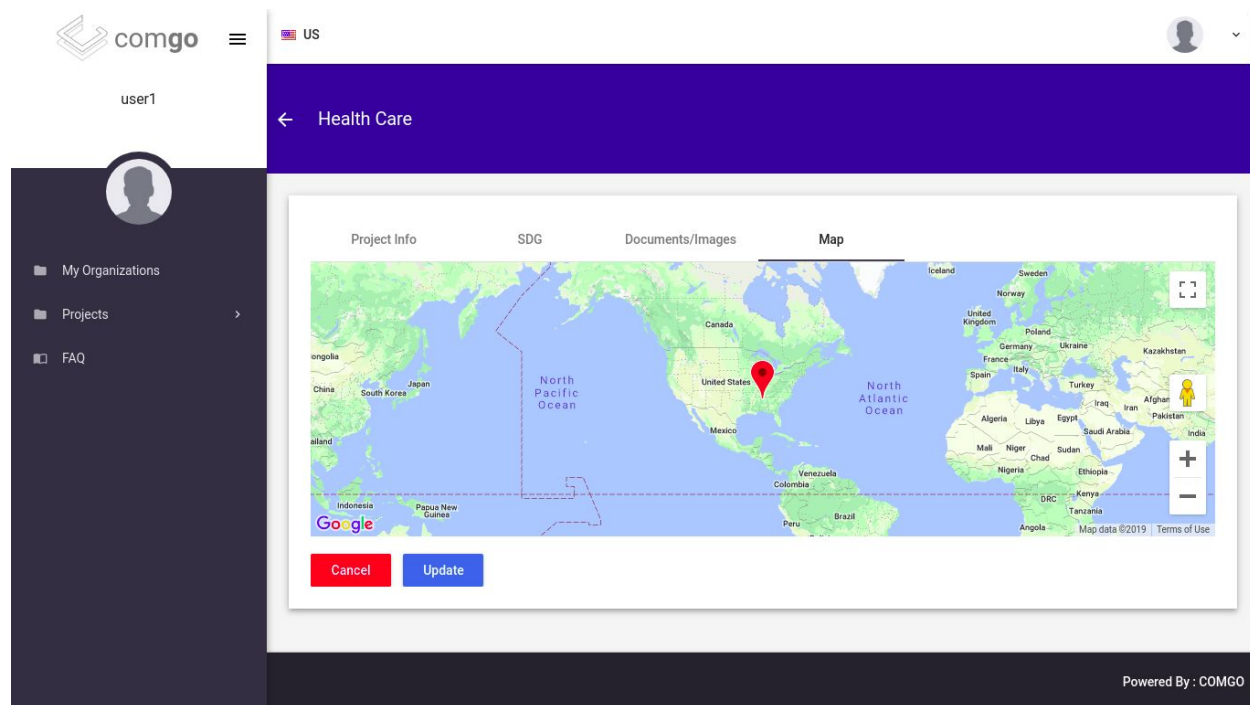 comgo
US
user1
Health Care
My Organizations
Projects
FAQ
Project Info
SDG
Documents/Images
Map
Iceland
Sweden
Norway
Canada
United
Kingdom
Poland
Germany
Ukraine
Kazakhstan
ongolia
France
Italy
Spain
Turkey
United States
North
Pacific
Ocean
North
Atlantic
Ocean
China
South Korea
Japan
Iraq
Iran
Afghan
Pakistan
Algeria
Libya
Egypt
Saudi Arabia
India
Mexico
ailand
Mali
Niger
Chad
Sudan
Nigeria
Ethiopia
Venezuela
Colombia
DRC
Kenya
Tanzania
Indonesia
Papua New
Guinea
Brazil
Peru
Angola
Google
Map data ©2019
Terms of Use
Cancel
Update
Powered By : COMGO